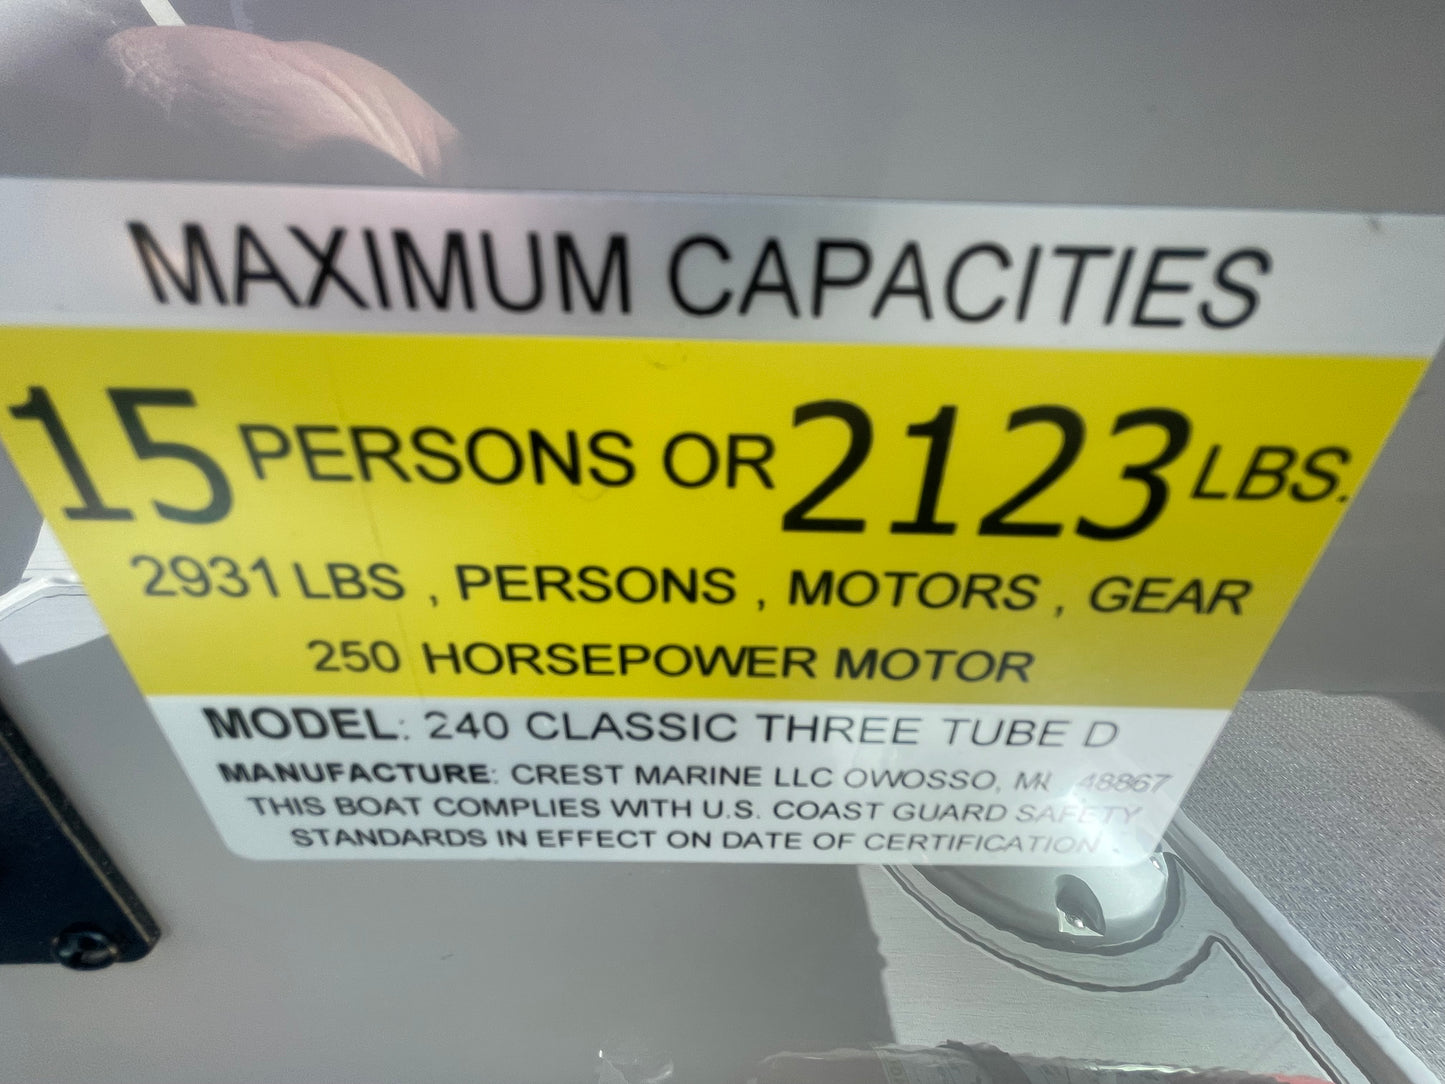 MAXIMUM CAPACITIES
15 PERSONS OR 2123 LBS.
2931 LBS , PERSONS , MOTORS , GEAR
250 HORSEPOWER MOTOR
MODEL: 240 CLASSIC THREE TUBE D
MANUFACTURE: CREST MARINE LLC OWOSSO, MI 48867
THIS BOAT COMPLIES WITH U.S. COAST GUARD SAFETY
STANDARDS IN EFFECT ON DATE OF CERTIFICATION .